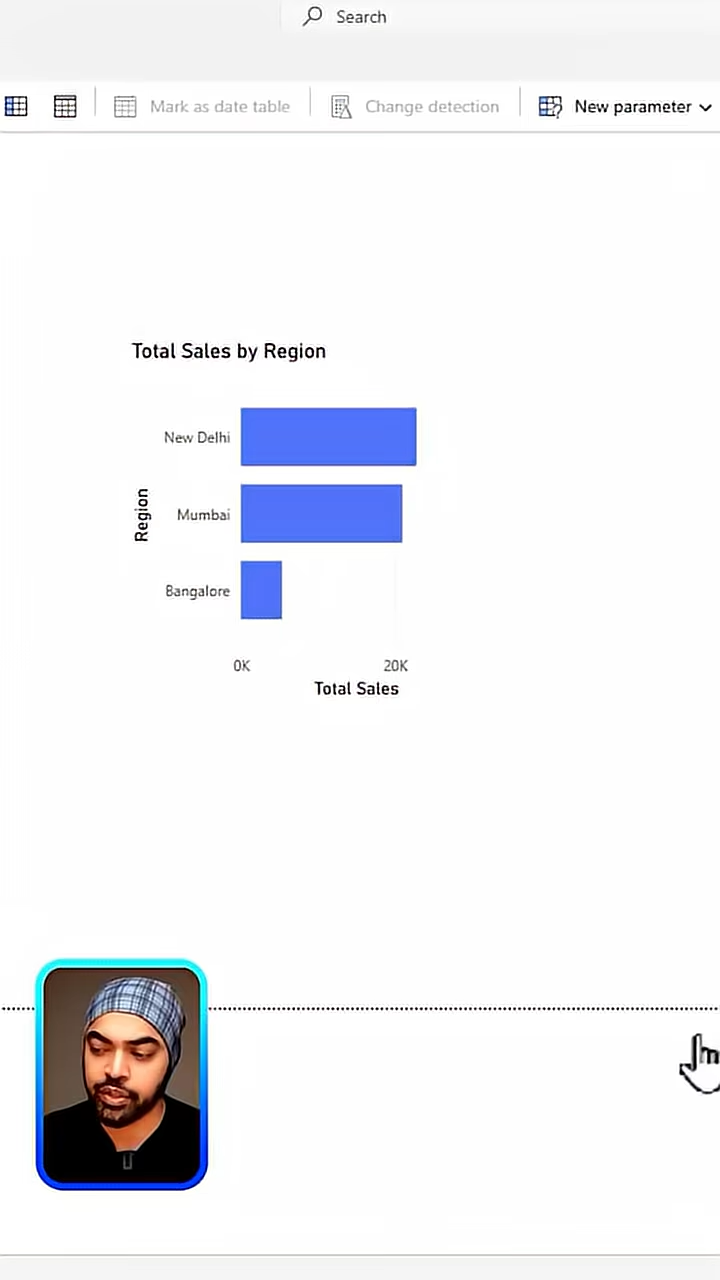 Search
Mark as date table
Change detection
New parameter
Total Sales by Region
New Delhi
Region
Mumbai
Bangalore
0K
20K
Total Sales